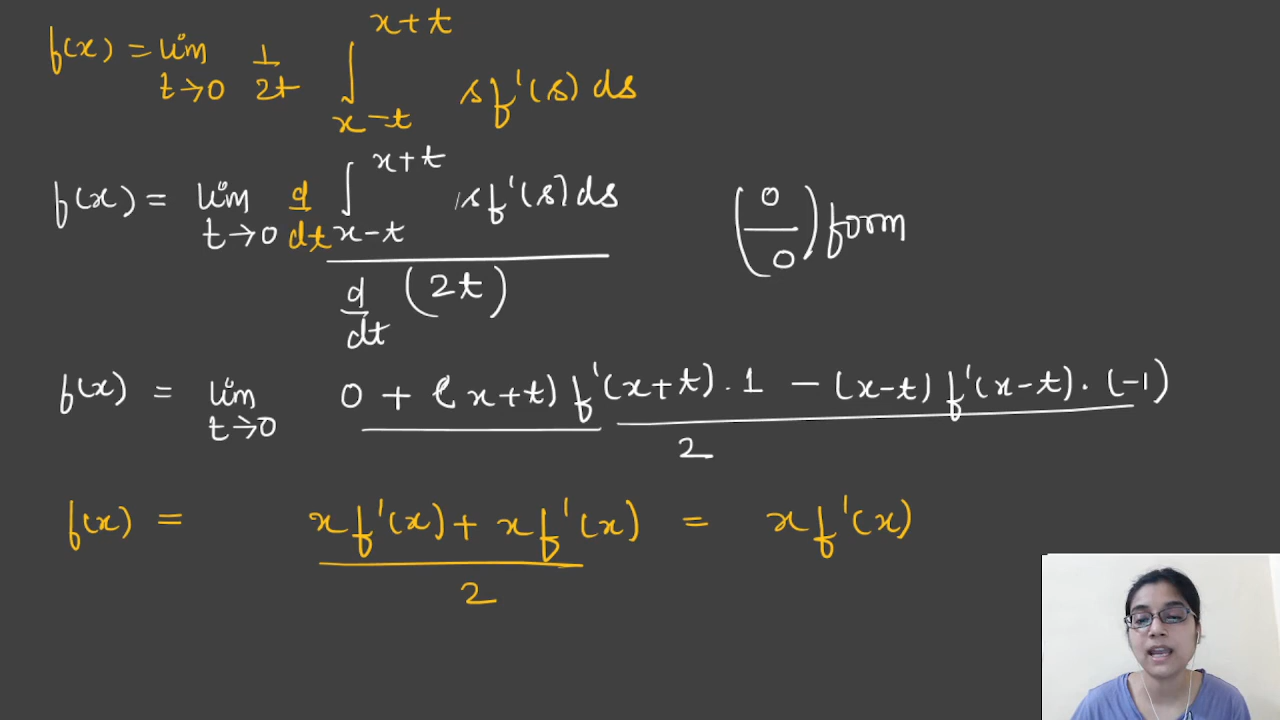 f(x) = lim t→0 1/2t ∫_{x-t}^{x+t} s f'(s) ds
f(x) = lim t→0 d/dt ∫_{x-t}^{x+t} s f'(s) ds / d/dt (2t) (0/0) form
f(x) = lim t→0 0 + (x+t) f'(x+t) . 1 - (x-t) f'(x-t) . (-1) / 2
f(x) = x f'(x) + x f'(x) / 2 = x f'(x)